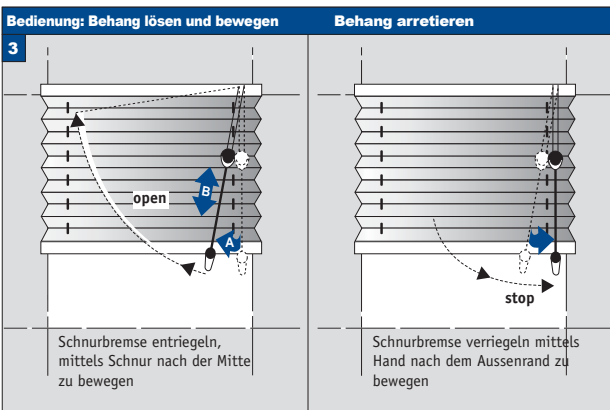 Bedienung: Behang lösen und bewegen
Behang arretieren
3
B
open
A
stop
Schnurbremse entriegeln,
mittels Schnur nach der Mitte
zu bewegen
Schnurbremse verriegeln mittels
Hand nach dem Aussenrand zu
bewegen